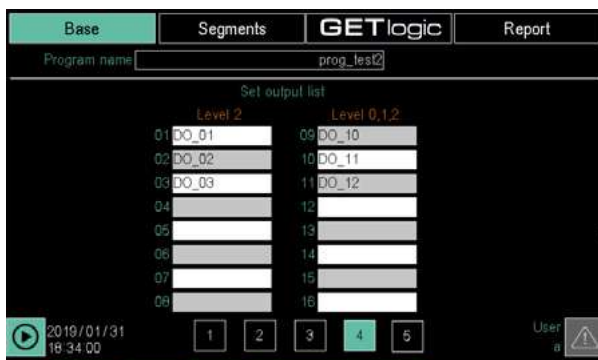 Base Segments GETlogic Report
Program name prog_test2
Set output list
Level 2 Level 0,1,2
01 DO_01 09 DO_10
02 DO_02 10 DO_11
03 DO_03 11 DO_12
04 12
05 13
06 14
07 15
08 16
2019/01/31
18:34:00
1 2 3 4 5
User
a